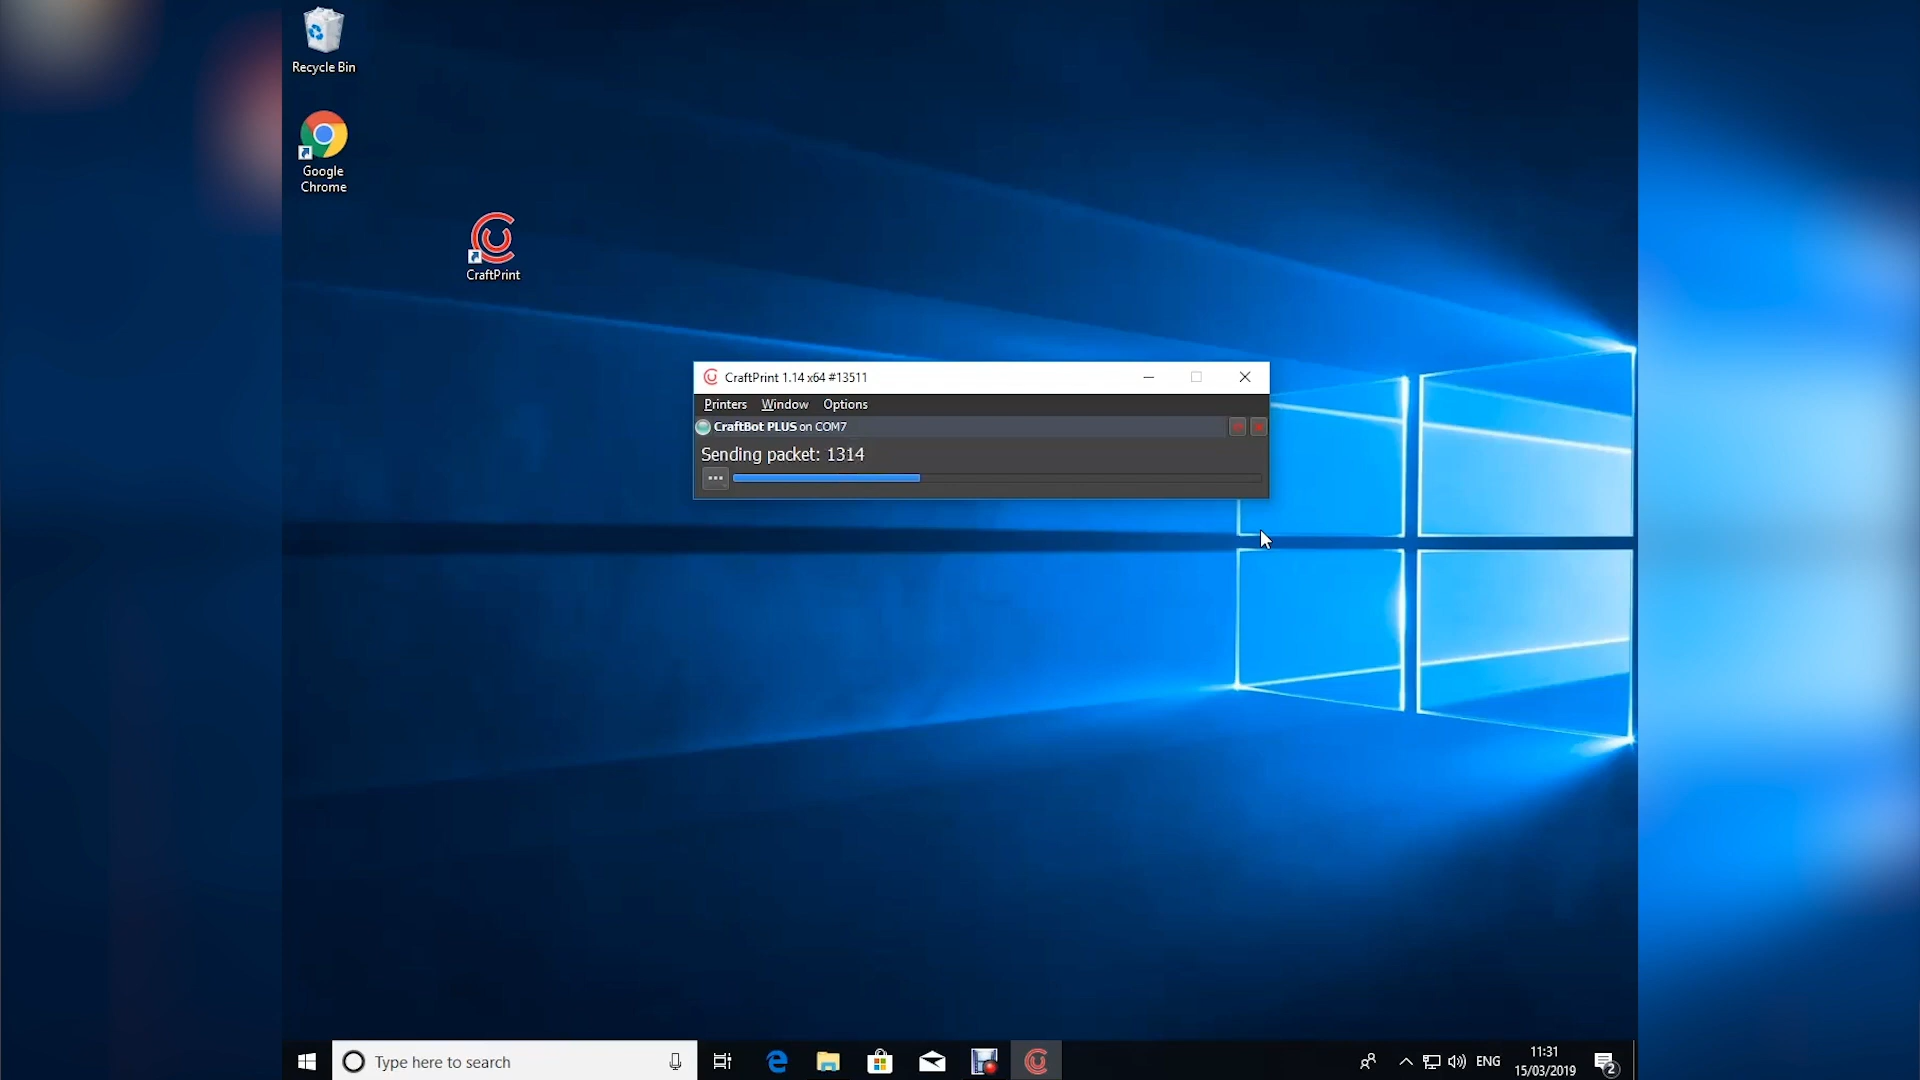 Recycle Bin
Google
Chrome
CraftPrint
CraftPrint 1.14 x64 #13511
Printers Window Options
CraftBot PLUS on COM7
Sending packet: 1314
Type here to search
ENG
11:31
15/03/2019
2